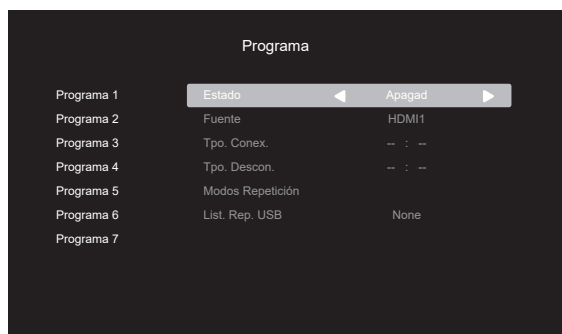 Programa
Programa 1 Estado Apagad
Programa 2 Fuente HDMI1
Programa 3 Tpo. Conex. -- : --
Programa 4 Tpo. Descon. -- : --
Programa 5 Modos Repetición
Programa 6 List. Rep. USB None
Programa 7